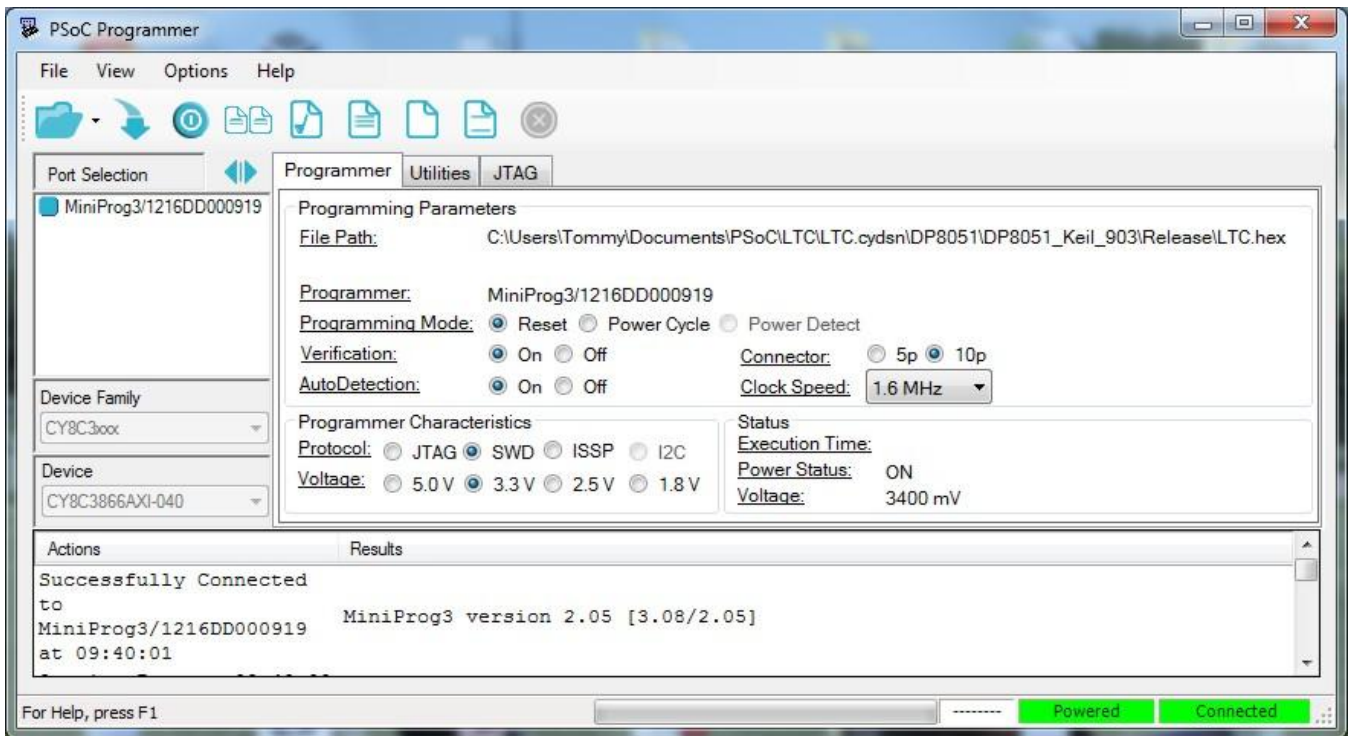 PSoC Programmer
File View Options Help
Port Selection
MiniProg3/1216DD000919
Device Family
CY8C3xxx
Device
CY8C3866AXI-040
Programmer Utilities JTAG
Programming Parameters
File Path: C:\Users\Tommy\Documents\PSoC\LTC\LTC.cydsn\DP8051\DP8051_Keil_903\Release\LTC.hex
Programmer: MiniProg3/1216DD000919
Programming Mode: Reset Power Cycle Power Detect
Verification: On Off Connector: 5p 10p
AutoDetection: On Off Clock Speed: 1.6 MHz
Programmer Characteristics
Protocol: JTAG SWD ISSP I2C
Voltage: 5.0 V 3.3 V 2.5 V 1.8 V
Status
Execution Time:
Power Status: ON
Voltage: 3400 mV
Actions Results
Successfully Connected
to
MiniProg3/1216DD000919
at 09:40:01
MiniProg3 version 2.05 [3.08/2.05]
For Help, press F1
--------
Powered
Connected